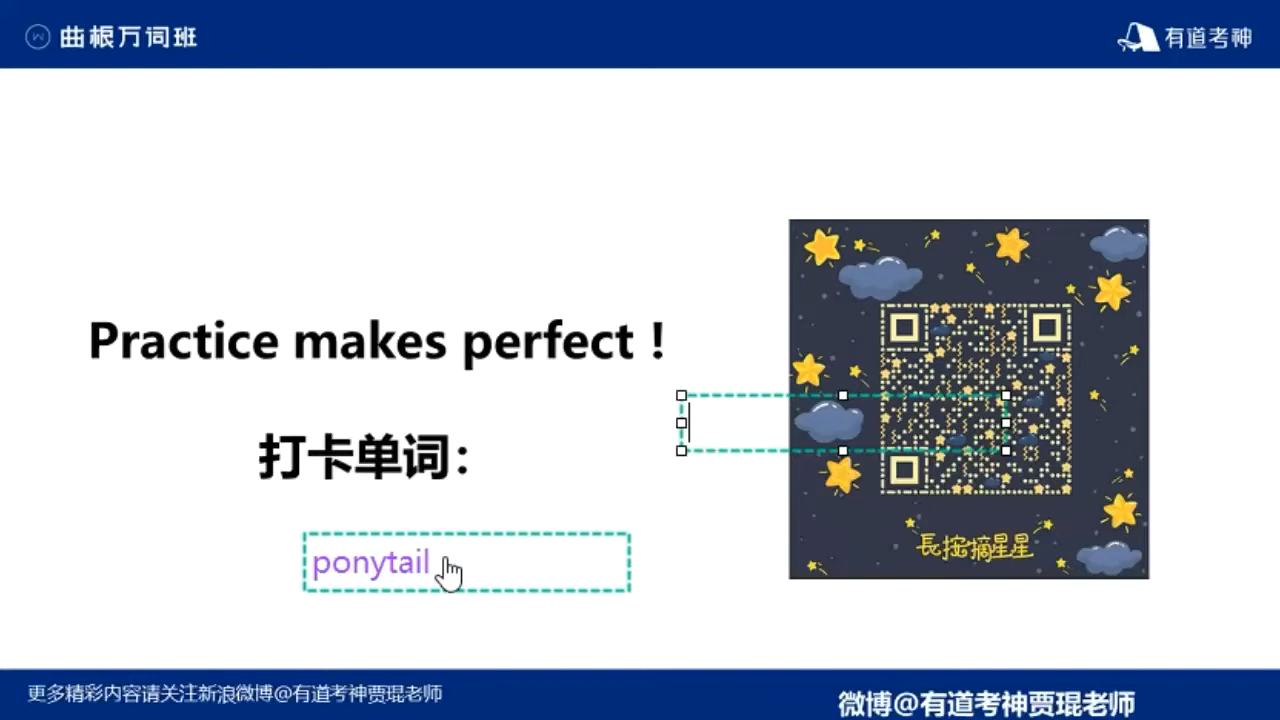 曲根万词班
有道考神
Practice makes perfect！
打卡单词：
ponytail
長按摘星星
更多精彩内容请关注新浪微博@有道考神贾琨老师
微博@有道考神贾琨老师